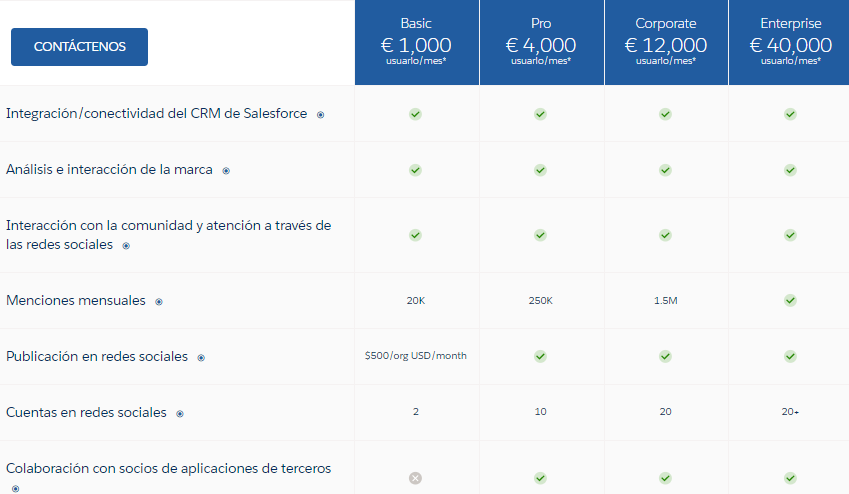 CONTÁCTENOS
Basic
€ 1,000
usuarlo/mes*
Pro
€ 4,000
usuarlo/mes*
Corporate
€ 12,000
usuarlo/mes*
Enterprise
€ 40,000
usuarlo/mes*
Integración/conectividad del CRM de Salesforce
Análisis e interacción de la marca
Interacción con la comunidad y atención a través de
las redes sociales
Menciones mensuales 20K 250K 1.5M
Publicación en redes sociales $500/org USD/month
Cuentas en redes sociales 2 10 20 20+
Colaboración con socios de aplicaciones de terceros